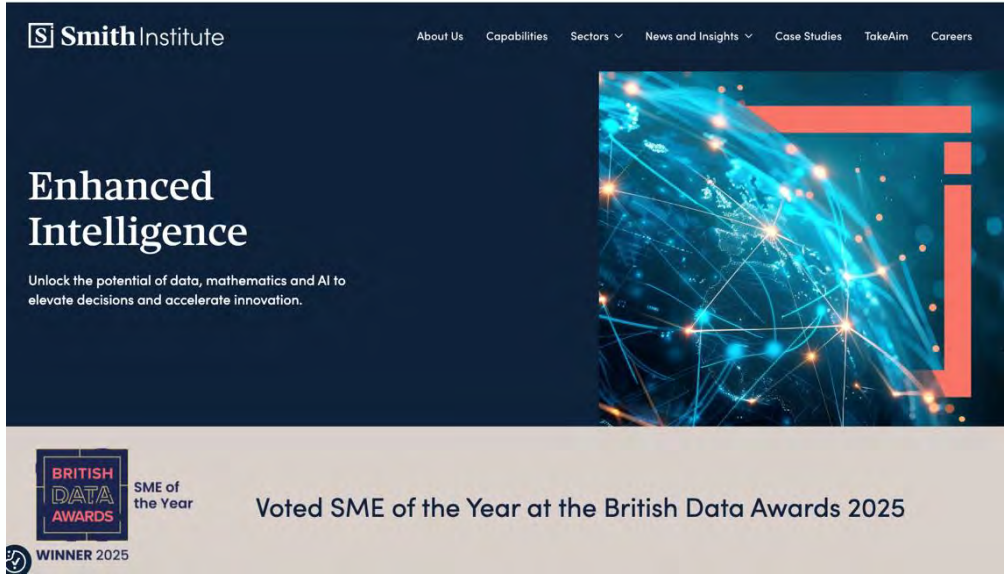 S Smith Institute
About Us Capabilities Sectors News and Insights Case Studies TakeAim Careers
Enhanced
Intelligence
Unlock the potential of data, mathematics and AI to
elevate decisions and accelerate innovation.
BRITISH
DATA
AWARDS
SME of
the Year
WINNER 2025
Voted SME of the Year at the British Data Awards 2025